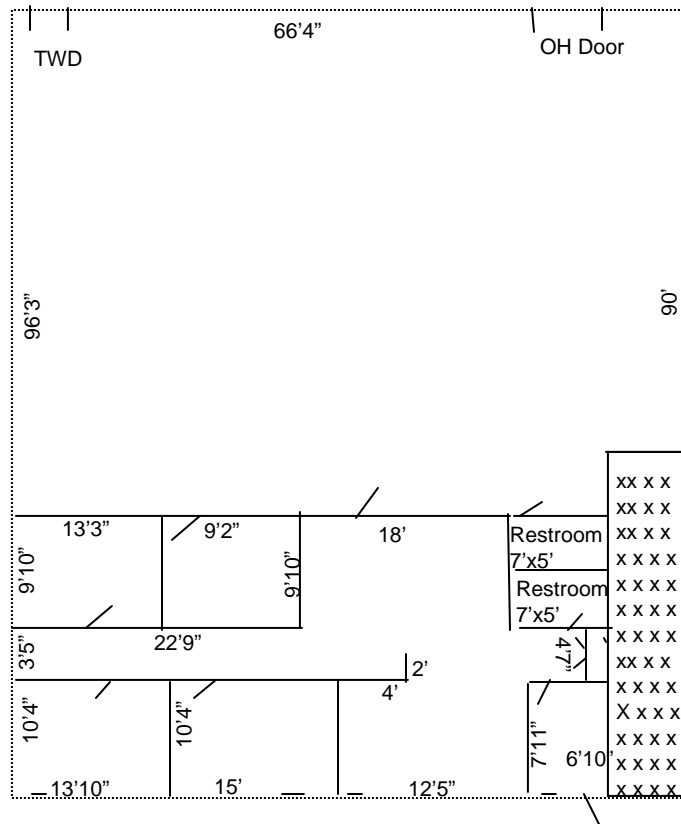 66'4”
OH Door
TWD
96'3”
90'
xx x x
xx x x
xx x x
x x x x
x x x x
x x x x
x x x x
xx x x
x x x x
X x x x
x x x x
x x x x
x x x x
13'3”
9'2”
18'
Restroom
7'x5'
9'10”
9'10”
Restroom
7'x5'
22'9”
3'5”
4'7”
2'
4'
10'4”
10'4”
7'11”
6'10'
13'10”
15'
12'5”